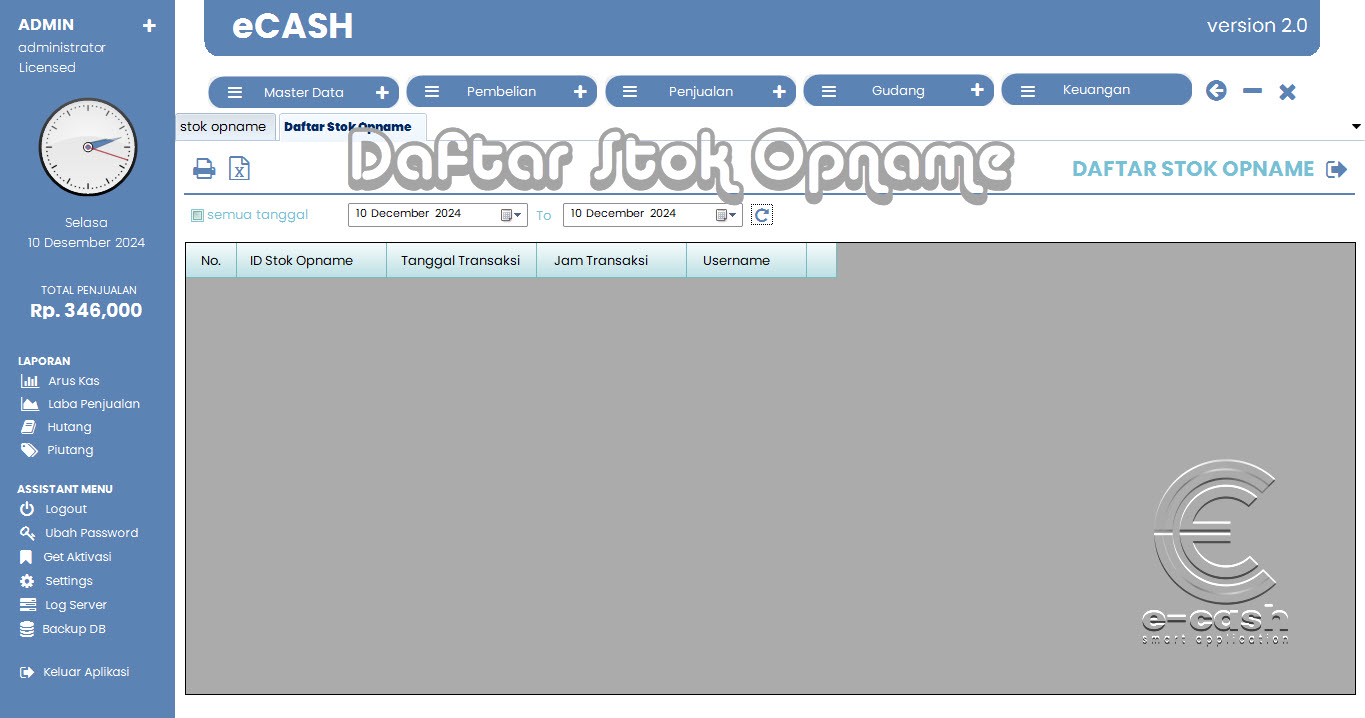 ADMIN
administrator
Licensed
Selasa
10 Desember 2024
TOTAL PENJUALAN
Rp. 346,000
LAPORAN
Arus Kas
Laba Penjualan
Hutang
Piutang
ASSISTANT MENU
Logout
Ubah Password
Get Aktivasi
Settings
Log Server
Backup DB
Keluar Aplikasi
eCASH
version 2.0
Master Data
Pembelian
Penjualan
Gudang
Keuangan
stok opname
Daftar Stok Opname
Daftar Stok Opname
DAFTAR STOK OPNAME
semua tanggal
10 December 2024
To
10 December 2024
No.
ID Stok Opname
Tanggal Transaksi
Jam Transaksi
Username
e-cash
smart application